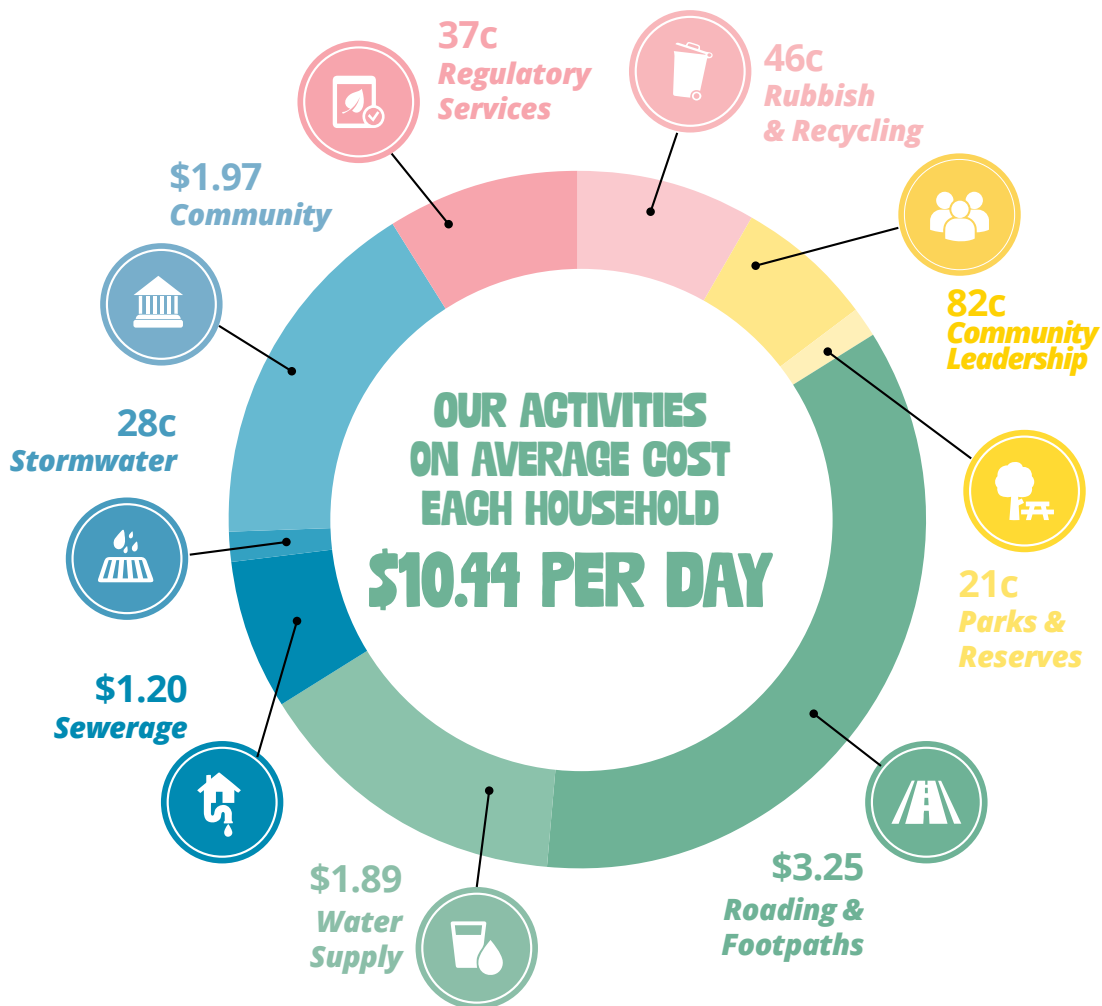 37c
Regulatory
Services
46c
Rubbish
& Recycling
$1.97
Community
82c
Community
Leadership
28c
Stormwater
OUR ACTIVITIES
ON AVERAGE COST
EACH HOUSEHOLD
$10.44 PER DAY
21c
Parks &
Reserves
$1.20
Sewerage
$1.89
Water
Supply
$3.25
Roading &
Footpaths